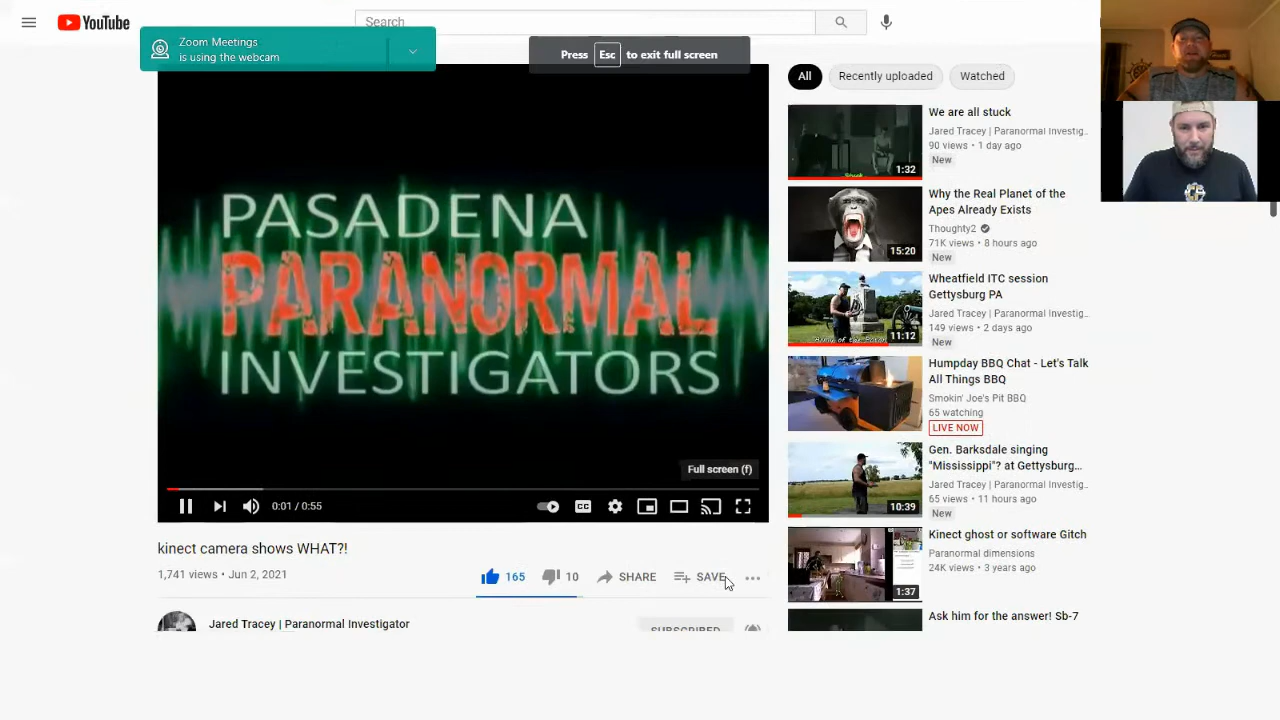 YouTube
Search
Zoom Meetings
is using the webcam
Press Esc to exit full screen
PASADENA
PARANORMAL
INVESTIGATORS
Full screen (f)
0:01 / 0:55
CC
kinect camera shows WHAT?!
1,741 views • Jun 2, 2021
165
10
SHARE
SAVE
Jared Tracey | Paranormal Investigator
SUBSCRIBED
All
Recently uploaded
Watched
1:32
We are all stuck
Jared Tracey | Paranormal Investig..
90 views • 1 day ago
New
15:20
Why the Real Planet of the
Apes Already Exists
Thoughty2
71K views • 8 hours ago
New
11:12
Wheatfield ITC session
Gettysburg PA
Jared Tracey | Paranormal Investig..
149 views • 2 days ago
New
Humpday BBQ Chat - Let's Talk
All Things BBQ
Smokin' Joe's Pit BBQ
65 watching
LIVE NOW
10:39
Gen. Barksdale singing
"Mississippi"? at Gettysburg...
Jared Tracey | Paranormal Investig..
65 views • 11 hours ago
New
1:37
Kinect ghost or software Gitch
Paranormal dimensions
24K views • 3 years ago
Ask him for the answer! Sb-7